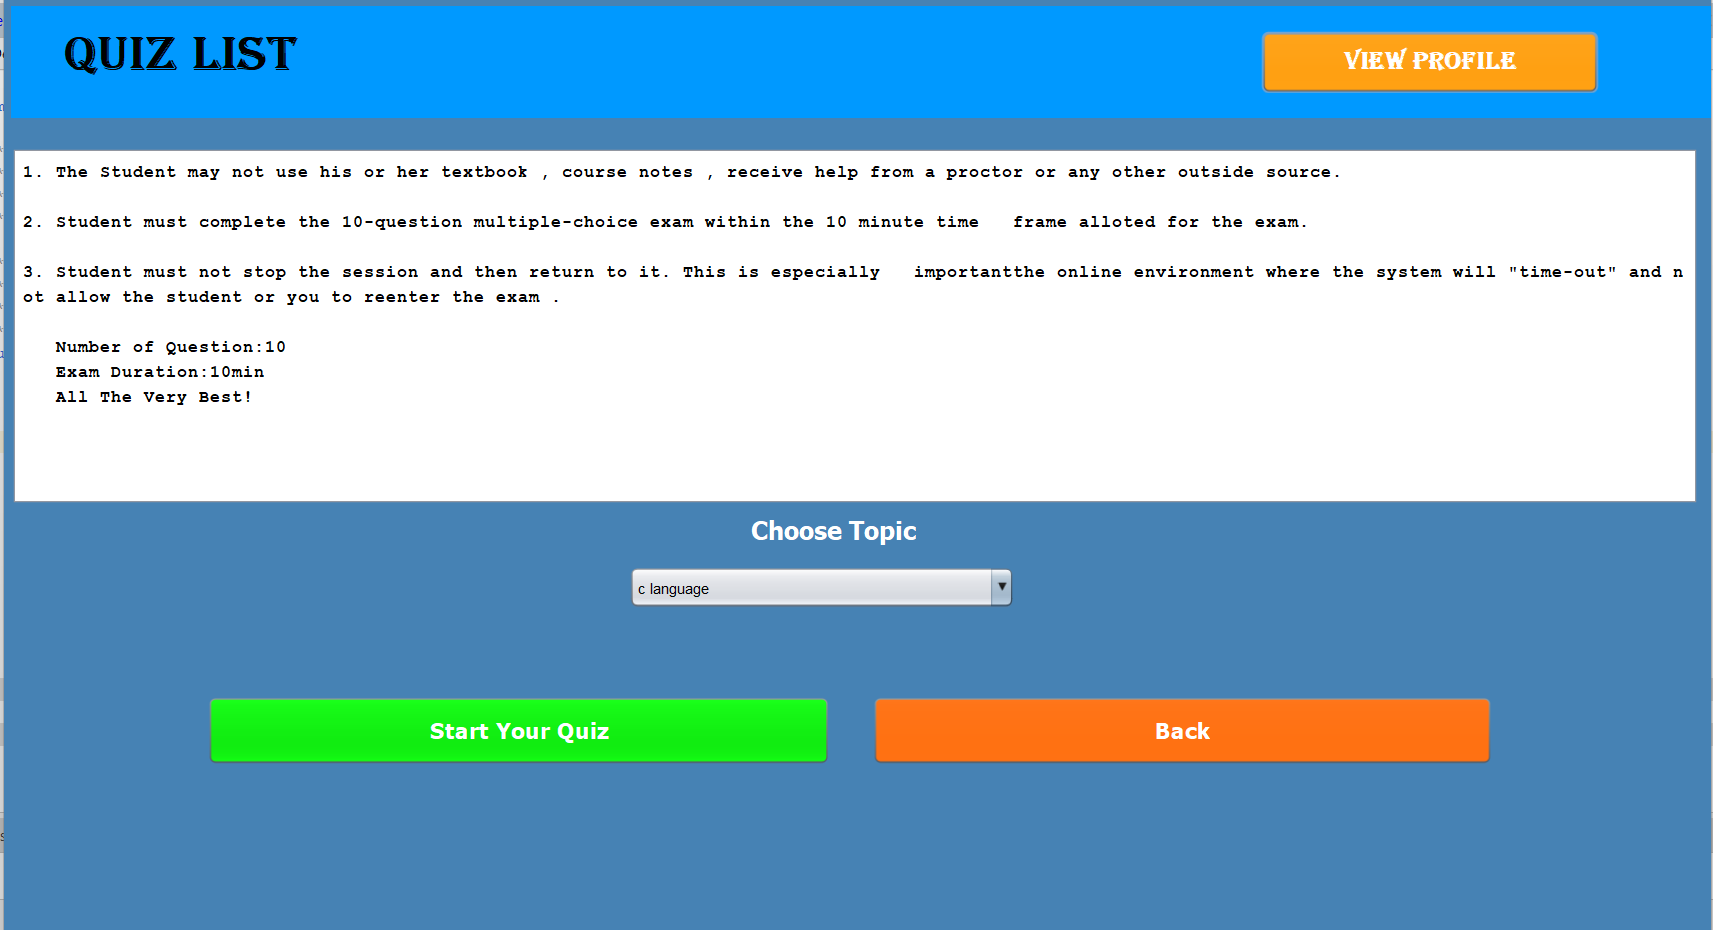 QUIZ LIST
VIEW PROFILE
1. The Student may not use his or her textbook , course notes , receive help from a proctor or any other outside source.
2. Student must complete the 10-question multiple-choice exam within the 10 minute time   frame alloted for the exam.
3. Student must not stop the session and then return to it. This is especially   importantthe online environment where the system will "time-out" and n
ot allow the student or you to reenter the exam .
Number of Question:10
Exam Duration:10min
All The Very Best!
Choose Topic
c language
Start Your Quiz
Back